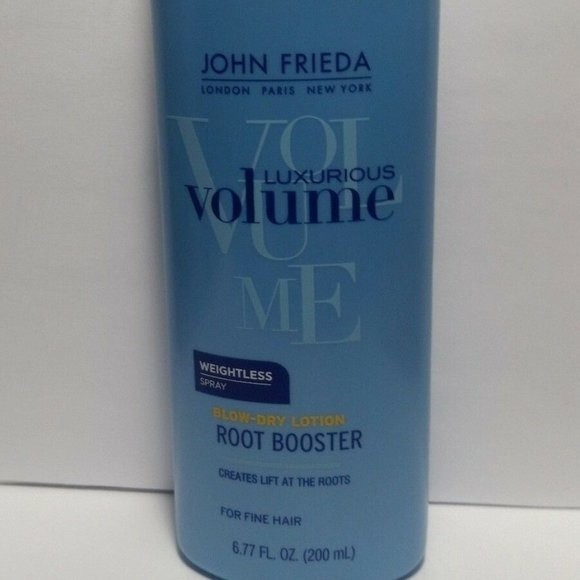 JOHN FRIEDA
LONDON PARIS NEW YORK
VOL
LUXURIOUS
volume
UME
WEIGHTLESS
SPRAY
BLOW-DRY LOTION
ROOT BOOSTER
CREATES LIFT AT THE ROOTS
FOR FINE HAIR
6.77 FL. OZ. (200 mL)